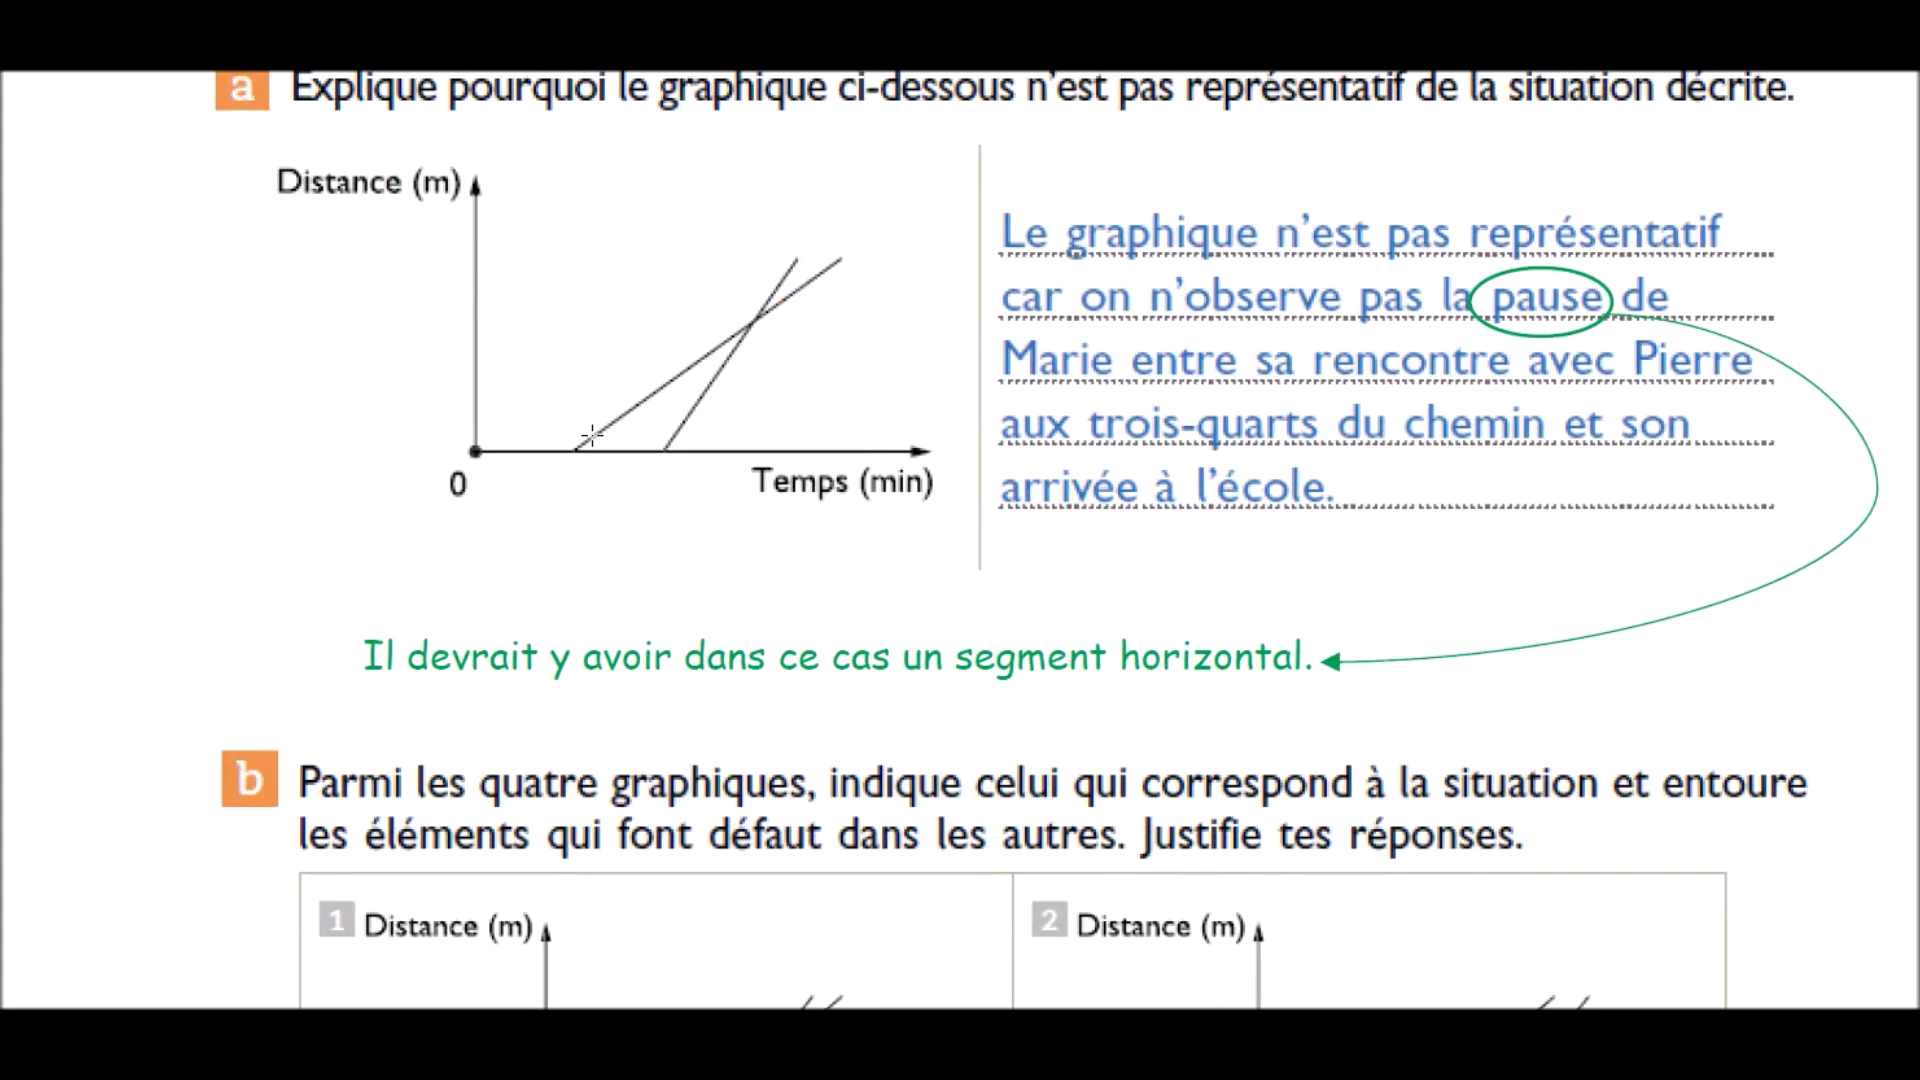 a Explique pourquoi le graphique ci-dessous n'est pas représentatif de la situation décrite.
Distance (m)
0
Temps (min)
Le graphique n'est pas représentatif
car on n'observe pas la pause de
Marie entre sa rencontre avec Pierre
aux trois-quarts du chemin et son
arrivée à l'école.
Il devrait y avoir dans ce cas un segment horizontal.
b Parmi les quatre graphiques, indique celui qui correspond à la situation et entoure
les éléments qui font défaut dans les autres. Justifie tes réponses.
1 Distance (m)
2 Distance (m)